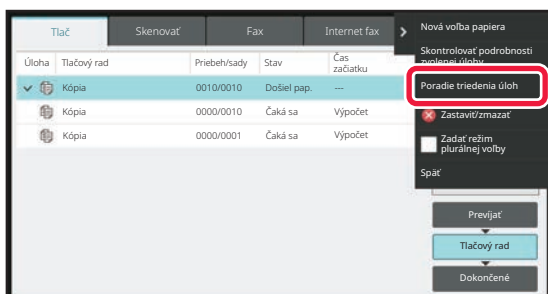 Tlač
Skenovať
Fax
Internet fax
Úloha
Tlačový rad
Priebeh/sady
Stav
Čas
začiatku
Kópia
0010/0010
Došiel pap.
---
Kópia
0000/0010
Čaká sa
Výpočet
Kópia
0000/0001
Čaká sa
Výpočet
Nová voľba papiera
Skontrolovať podrobnosti
zvolenej úlohy
Poradie triedenia úloh
Zastaviť/zmazať
Zadať režim
plurálnej voľby
Späť
Prevíjať
Tlačový rad
Dokončené